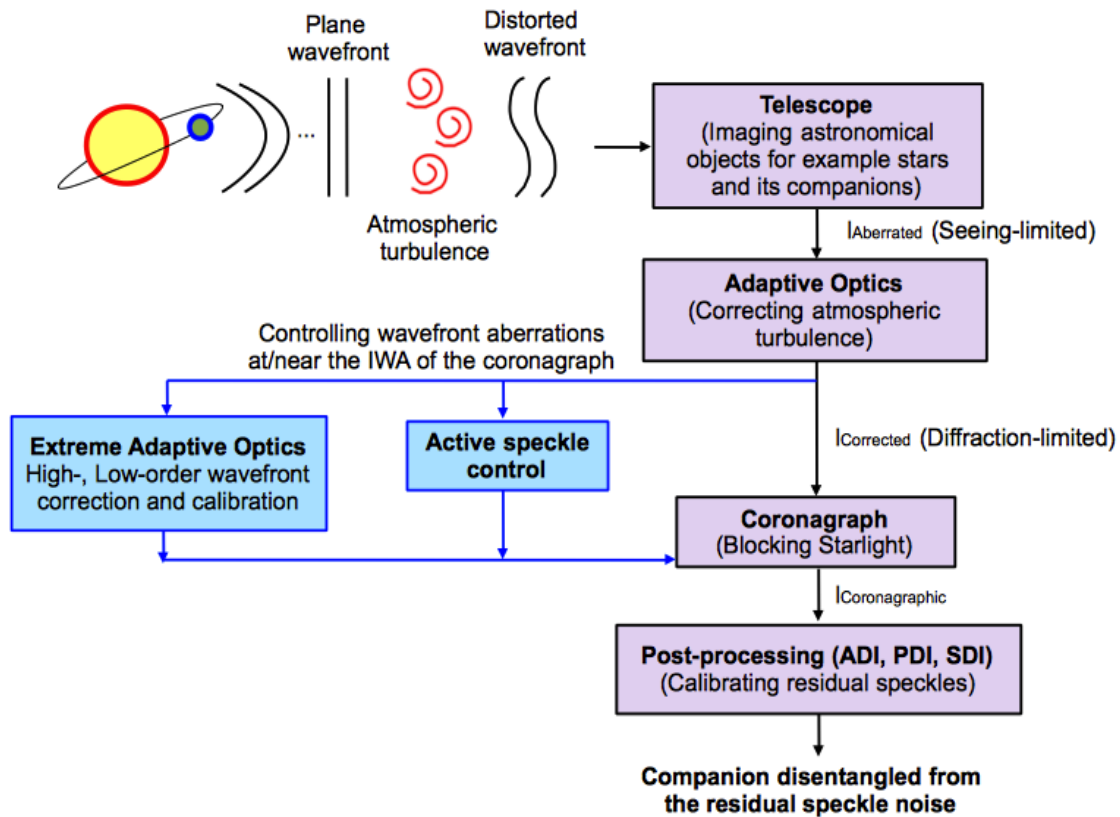 Plane
wavefront
Distorted
wavefront
...
Atmospheric
turbulence
Telescope
(Imaging astronomical
objects for example stars
and its companions)
IAberrated (Seeing-limited)
Adaptive Optics
(Correcting atmospheric
turbulence)
Controlling wavefront aberrations
at/near the IWA of the coronagraph
Extreme Adaptive Optics
High-, Low-order wavefront
correction and calibration
Active speckle
control
ICorrected (Diffraction-limited)
Coronagraph
(Blocking Starlight)
ICoronagraphic
Post-processing (ADI, PDI, SDI)
(Calibrating residual speckles)
Companion disentangled from
the residual speckle noise